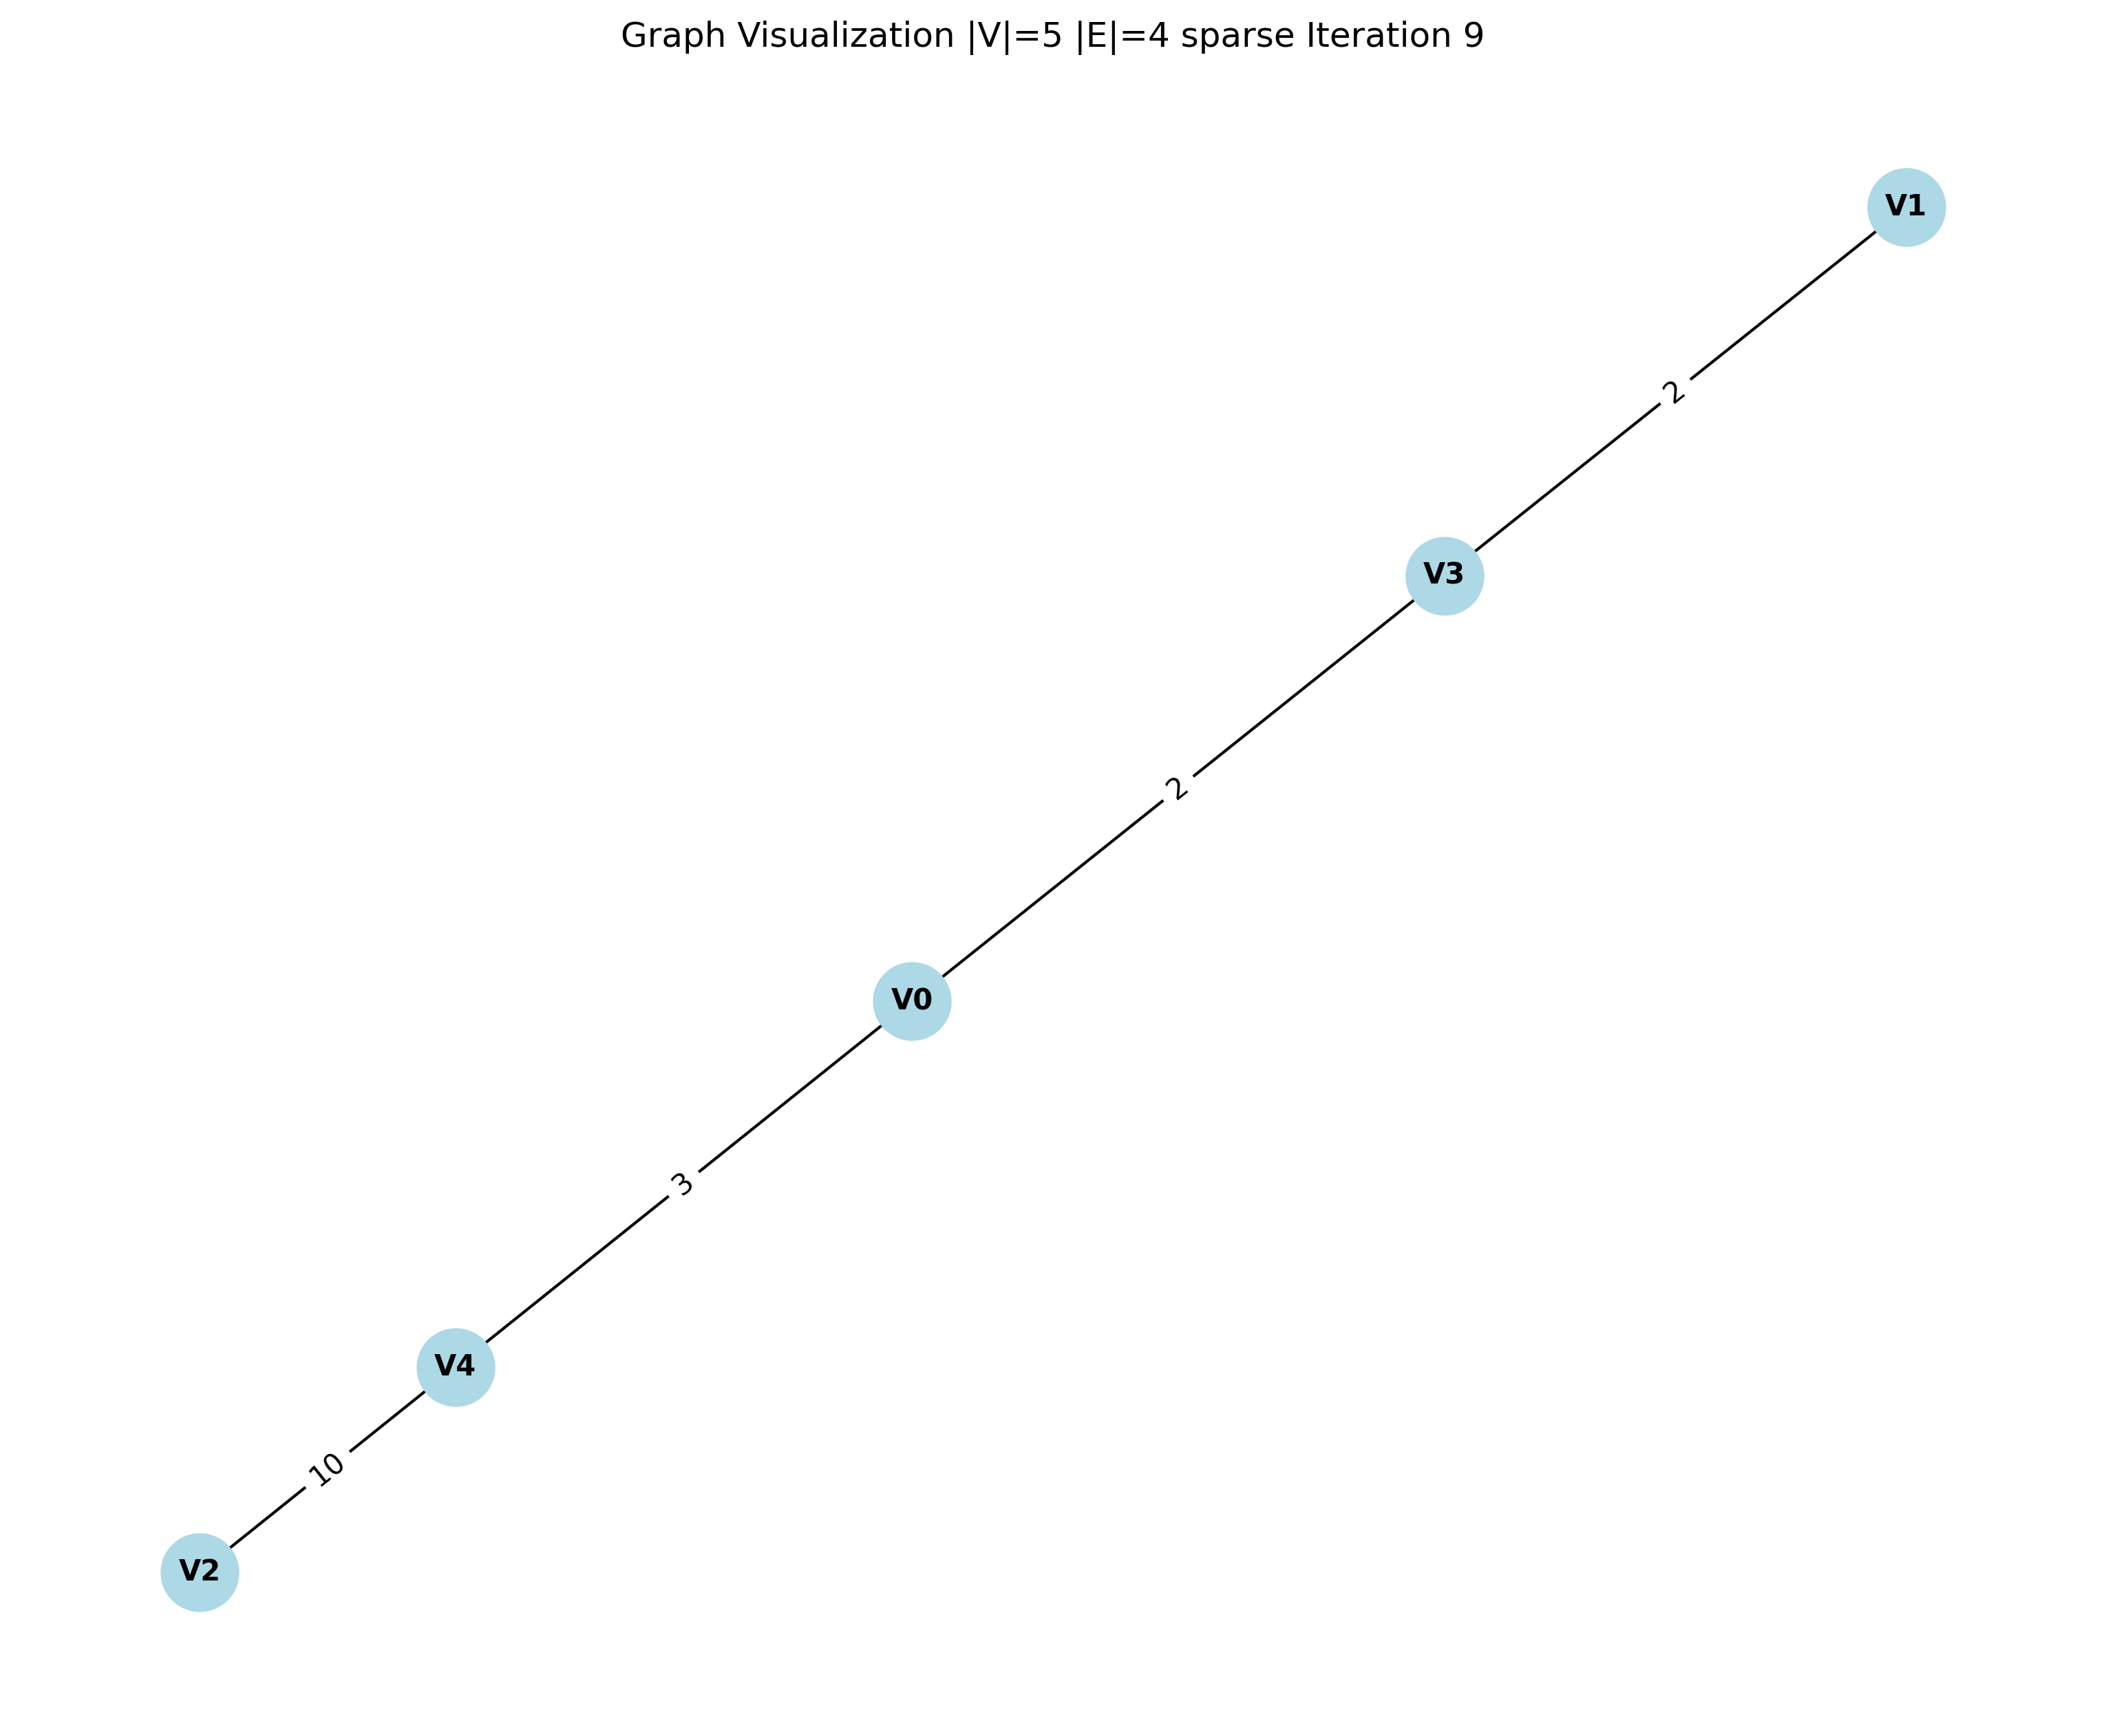 Graph Visualization |V|=5 |E|=4 sparse Iteration 9
V1
2
V3
2
V0
3
V4
10
V2